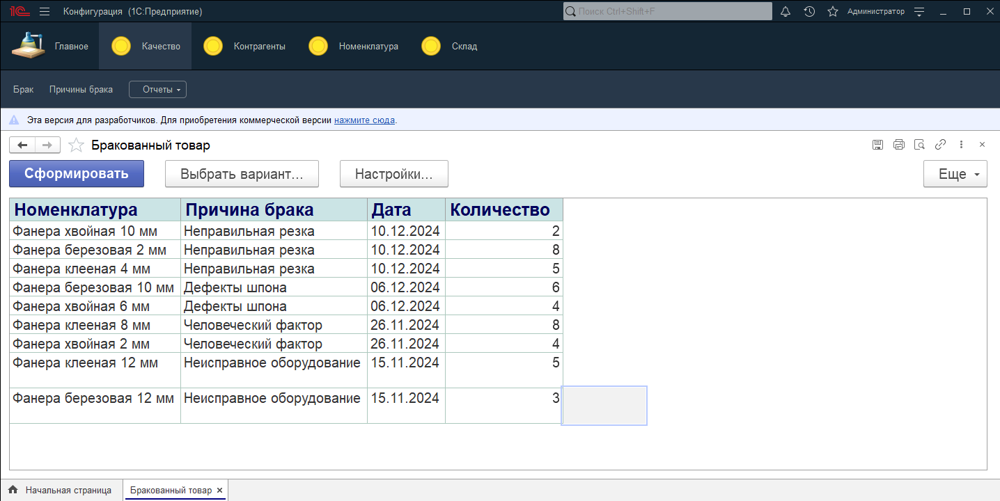 1С Конфигурация (1С:Предприятие) Поиск Ctrl+Shift+F Администратор
Главное Качество Контрагенты Номенклатура Склад
Брак Причины брака Отчеты
Эта версия для разработчиков. Для приобретения коммерческой версии нажмите сюда.
Бракованный товар
Сформировать Выбрать вариант... Настройки... Еще
Номенклатура Причина брака Дата Количество
Фанера хвойная 10 мм Неправильная резка 10.12.2024 2
Фанера березовая 2 мм Неправильная резка 10.12.2024 8
Фанера клееная 4 мм Неправильная резка 10.12.2024 5
Фанера березовая 10 мм Дефекты шпона 06.12.2024 6
Фанера хвойная 6 мм Дефекты шпона 06.12.2024 4
Фанера клееная 8 мм Человеческий фактор 26.11.2024 8
Фанера хвойная 2 мм Человеческий фактор 26.11.2024 4
Фанера клееная 12 мм Неисправное оборудование 15.11.2024 5
Фанера березовая 12 мм Неисправное оборудование 15.11.2024 3
Начальная страница Бракованный товар